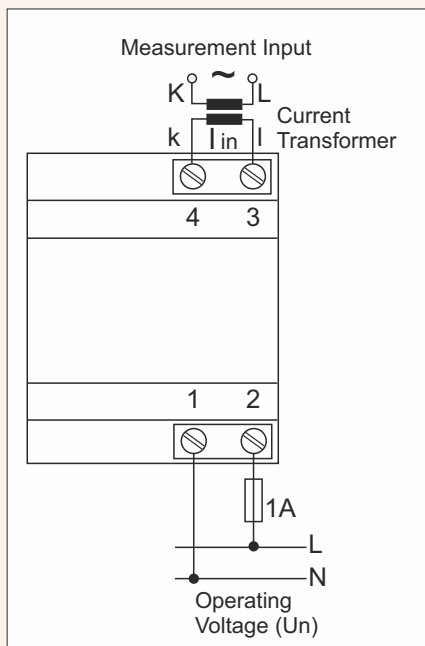 Measurement Input
~
K L
Current
Transformer
k I in l
4 3
1 2
1A
L
N
Operating
Voltage (Un)